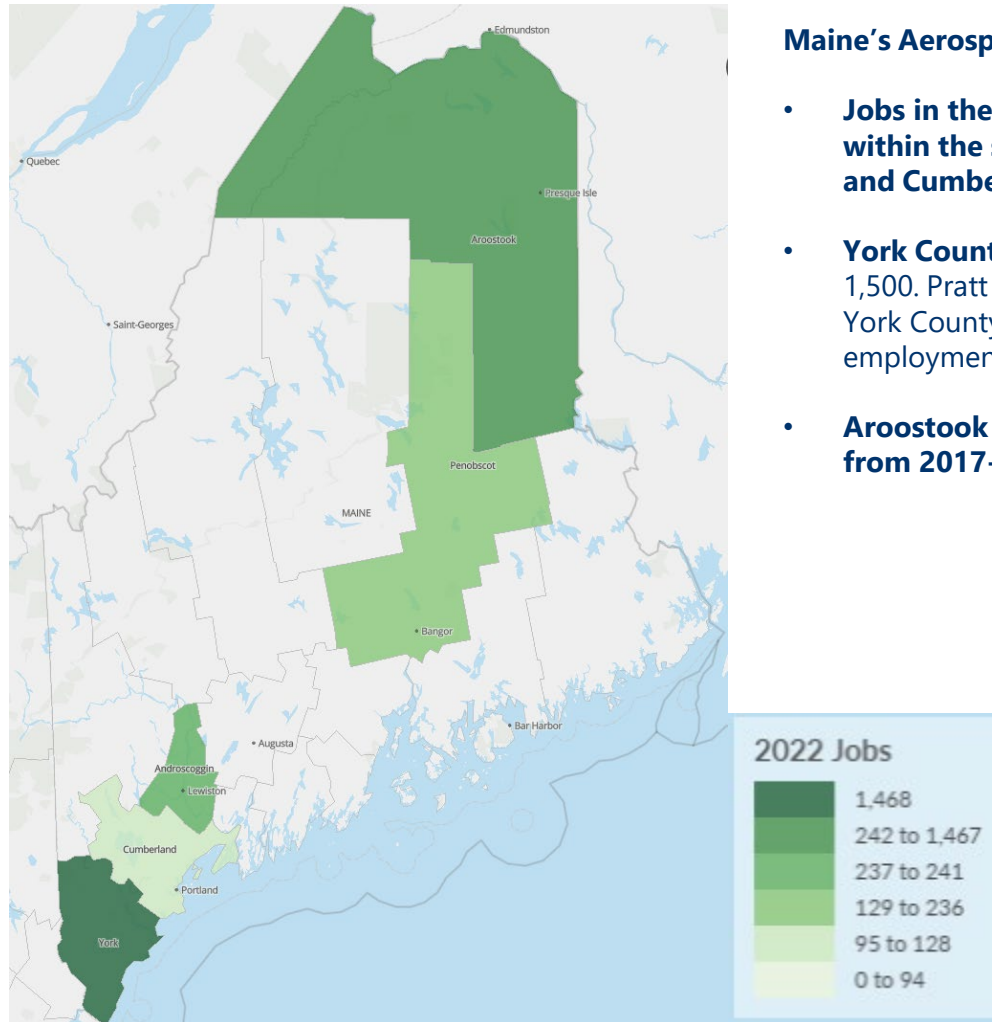 Edmundston
Quebec
Presque Isle
Aroostook
Saint-Georges
Penobscot
MAINE
Bangor
Bar Harbor
Augusta
Androscoggin
Lewiston
Cumberland
Portland
York
Maine's Aerosp
• Jobs in the
within the s
and Cumbe
• York Count
1,500. Pratt
York County
employmen
• Aroostook
from 2017-
2022 Jobs
1,468
242 to 1,467
237 to 241
129 to 236
95 to 128
0 to 94